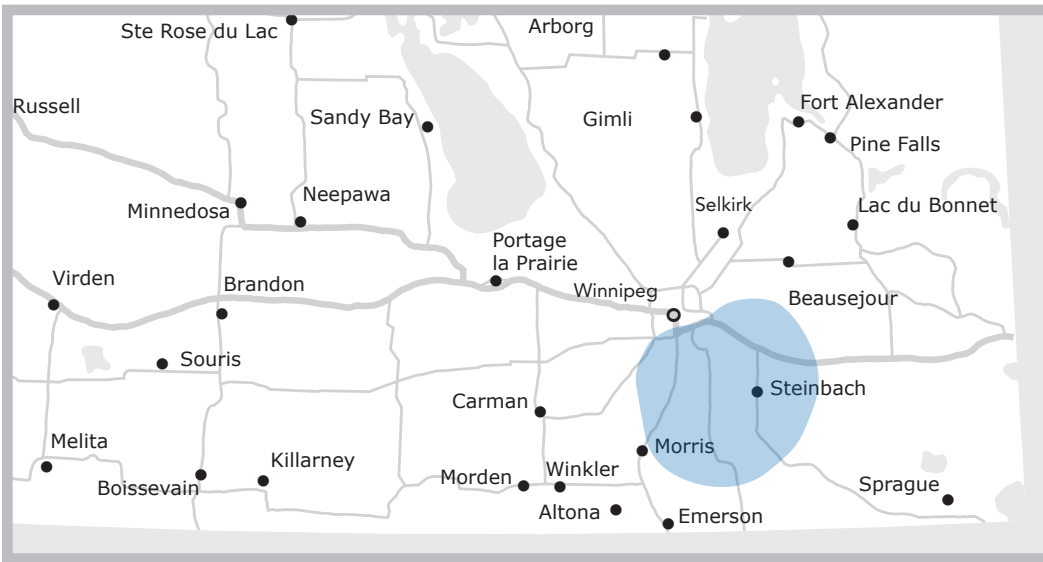 Ste Rose du Lac
Arborg
Russell
Sandy Bay
Gimli
Fort Alexander
Pine Falls
Minnedosa
Neepawa
Selkirk
Lac du Bonnet
Portage
la Prairie
Virden
Brandon
Winnipeg
Beausejour
Souris
Steinbach
Carman
Melita
Morris
Boissevain
Killarney
Morden
Winkler
Sprague
Altona
Emerson